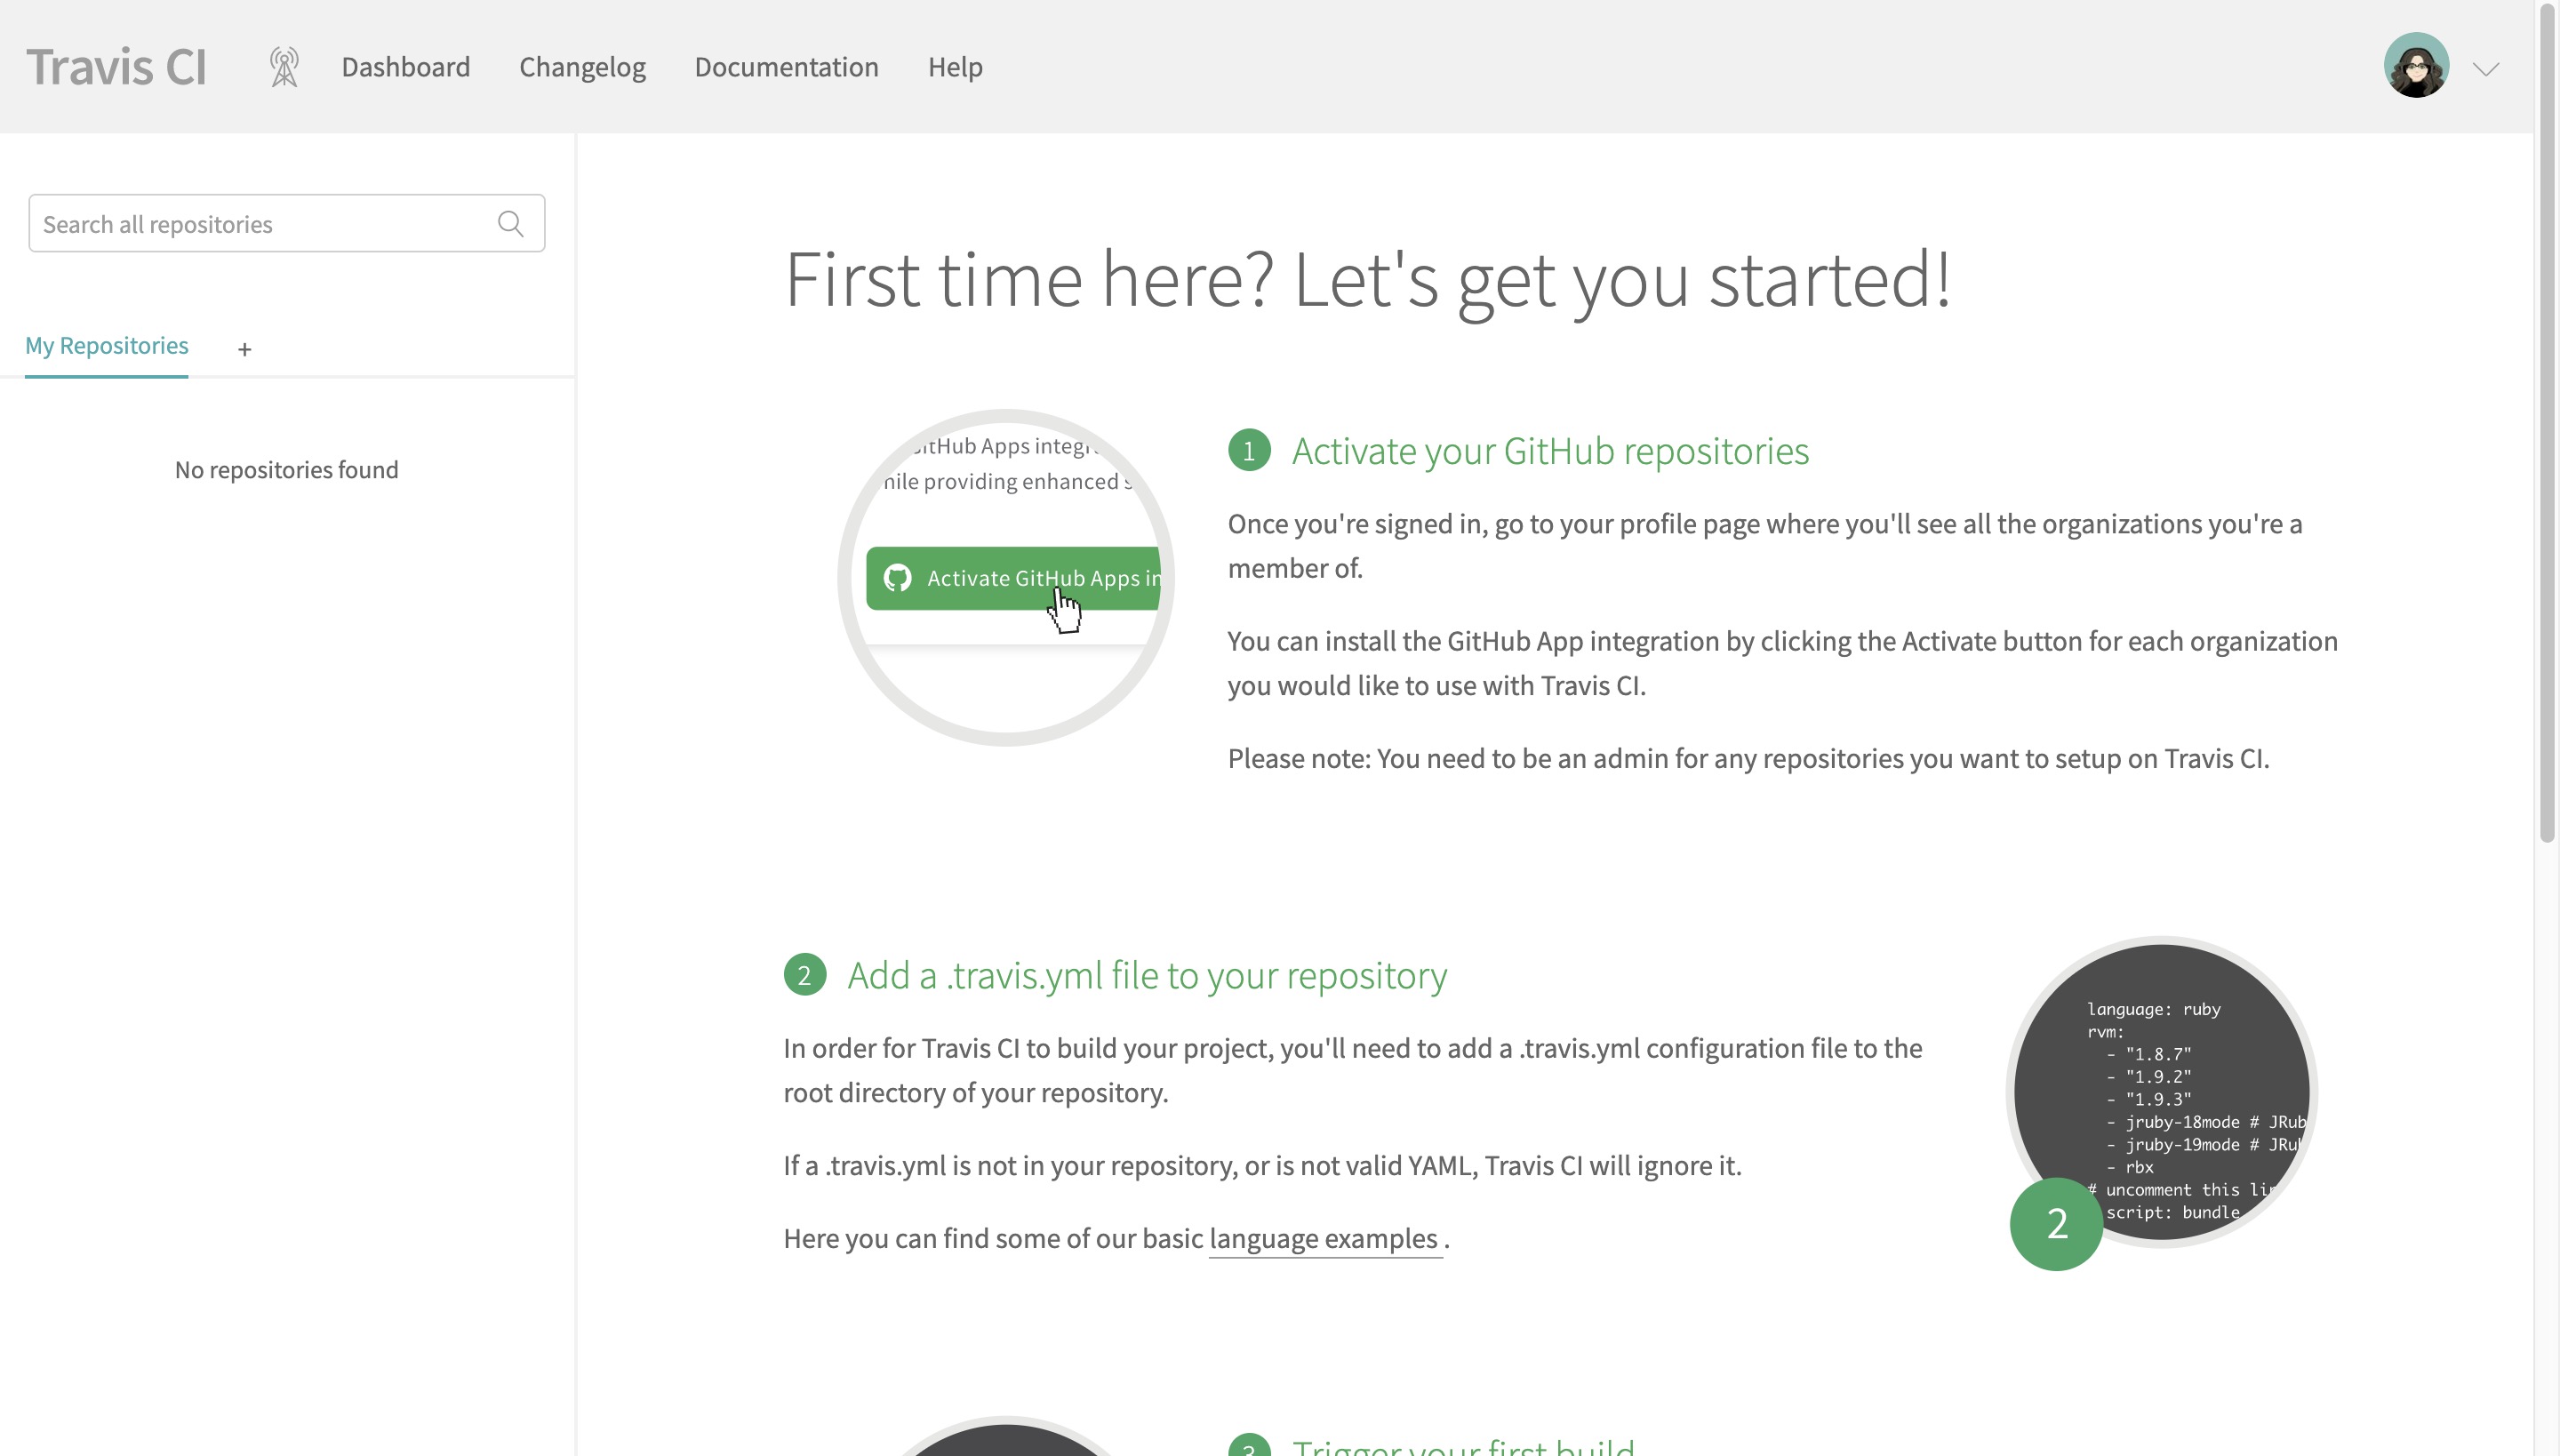 Travis CI
Dashboard
Changelog
Documentation
Help
Search all repositories
My Repositories
+
No repositories found
First time here? Let's get you started!
GitHub Apps integr
hile providing enhanced s
Activate GitHub Apps in
1 Activate your GitHub repositories
Once you're signed in, go to your profile page where you'll see all the organizations you're a
member of.
You can install the GitHub App integration by clicking the Activate button for each organization
you would like to use with Travis CI.
Please note: You need to be an admin for any repositories you want to setup on Travis CI.
2 Add a .travis.yml file to your repository
In order for Travis CI to build your project, you'll need to add a .travis.yml configuration file to the
root directory of your repository.
If a .travis.yml is not in your repository, or is not valid YAML, Travis CI will ignore it.
Here you can find some of our basic language examples .
language: ruby
rvm:
- "1.8.7"
- "1.9.2"
- "1.9.3"
- jruby-18mode # JRub
- jruby-19mode # JRu
- rbx
# uncomment this li
script: bundle
2
3 Trigger your first build